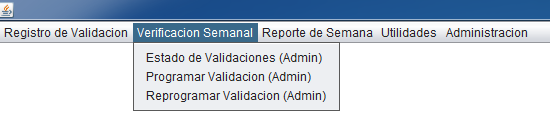 Registro de Validacion Verificacion Semanal Reporte de Semana Utilidades Administracion
Estado de Validaciones (Admin)
Programar Validacion (Admin)
Reprogramar Validacion (Admin)